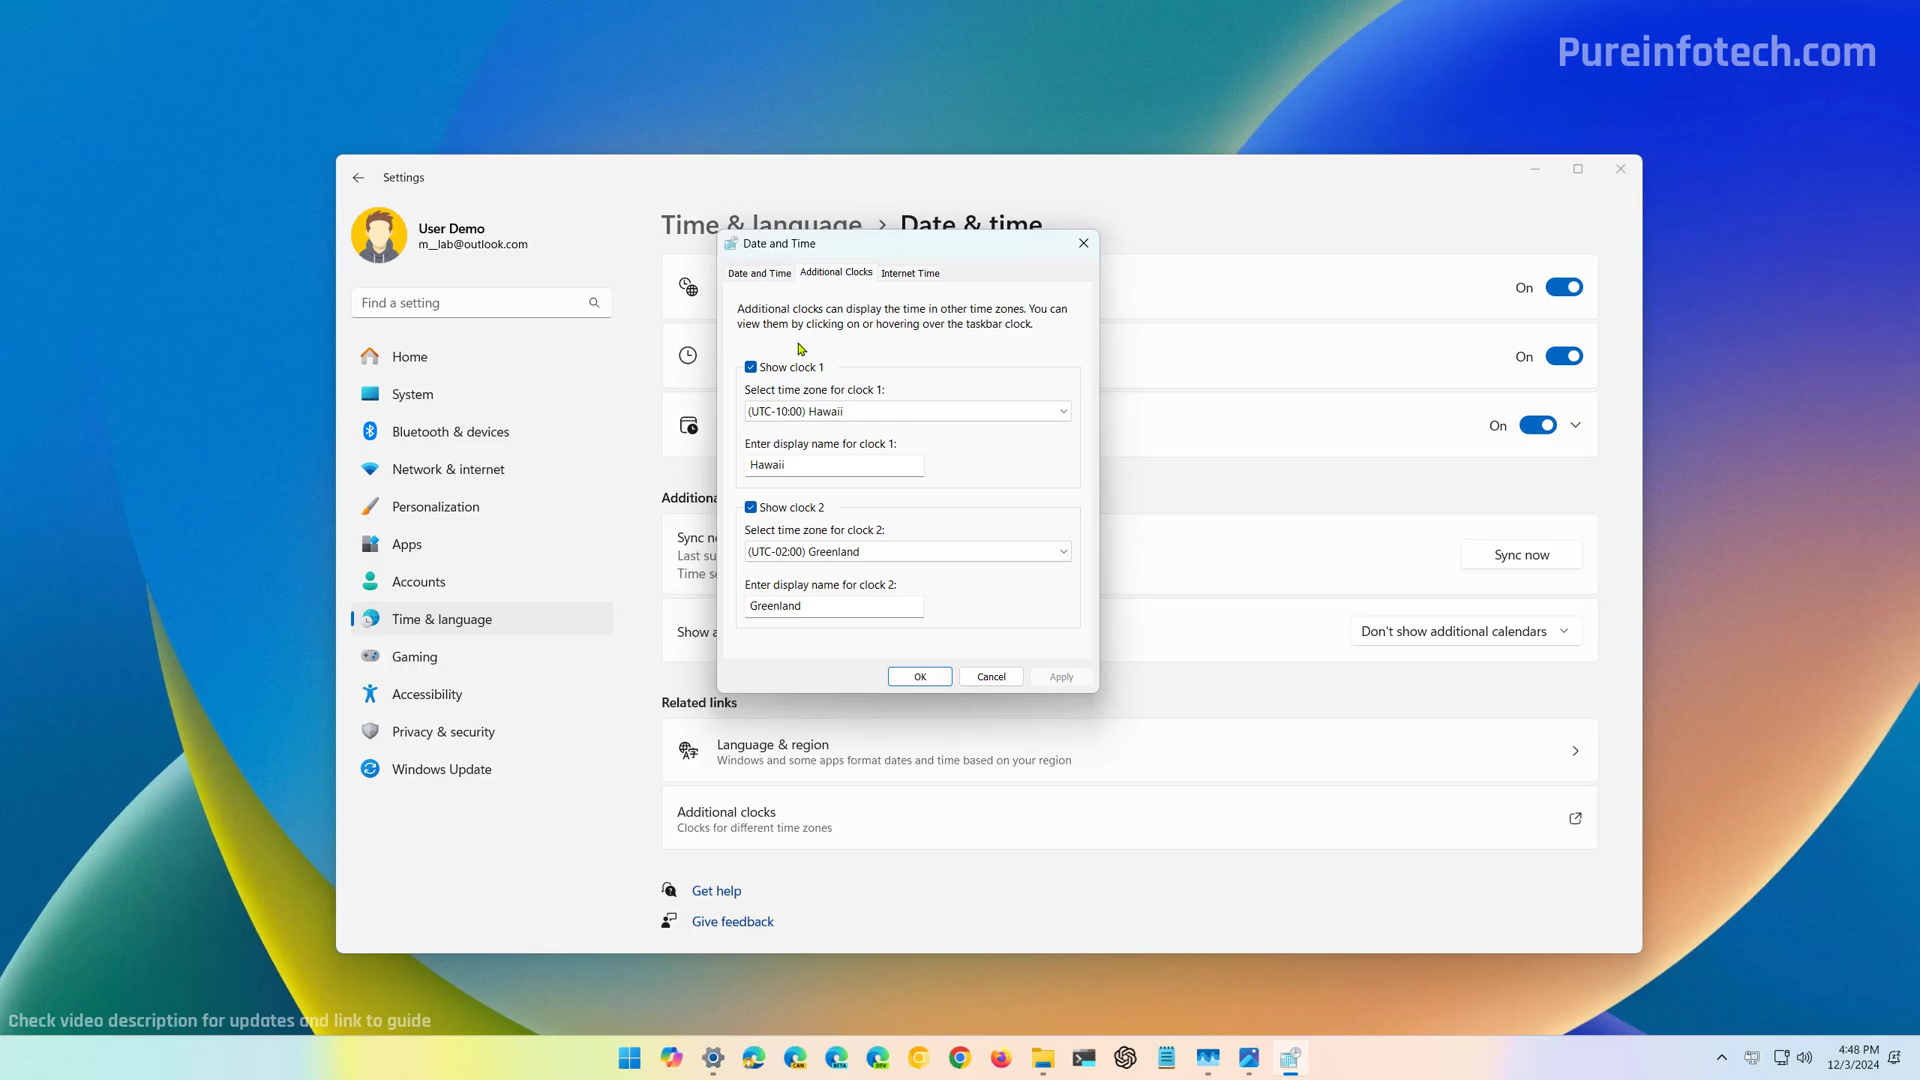 Pureinfotech.com
Settings
User Demo
m__lab@outlook.com
Find a setting
Home
System
Bluetooth & devices
Network & internet
Personalization
Apps
Accounts
Time & language
Gaming
Accessibility
Privacy & security
Windows Update
Time & language > Date & time
On
On
On
Additiona
Sync n
Last su
Time s
Sync now
Show a
Don't show additional calendars
Date and Time
Date and Time
Additional Clocks
Internet Time
Additional clocks can display the time in other time zones. You can
view them by clicking on or hovering over the taskbar clock.
Show clock 1
Select time zone for clock 1:
(UTC-10:00) Hawaii
Enter display name for clock 1:
Hawaii
Show clock 2
Select time zone for clock 2:
(UTC-02:00) Greenland
Enter display name for clock 2:
Greenland
OK
Cancel
Apply
Related links
Language & region
Windows and some apps format dates and time based on your region
Additional clocks
Clocks for different time zones
Get help
Give feedback
Check video description for updates and link to guide
CAN
BETA
DEV
4:48 PM
12/3/2024